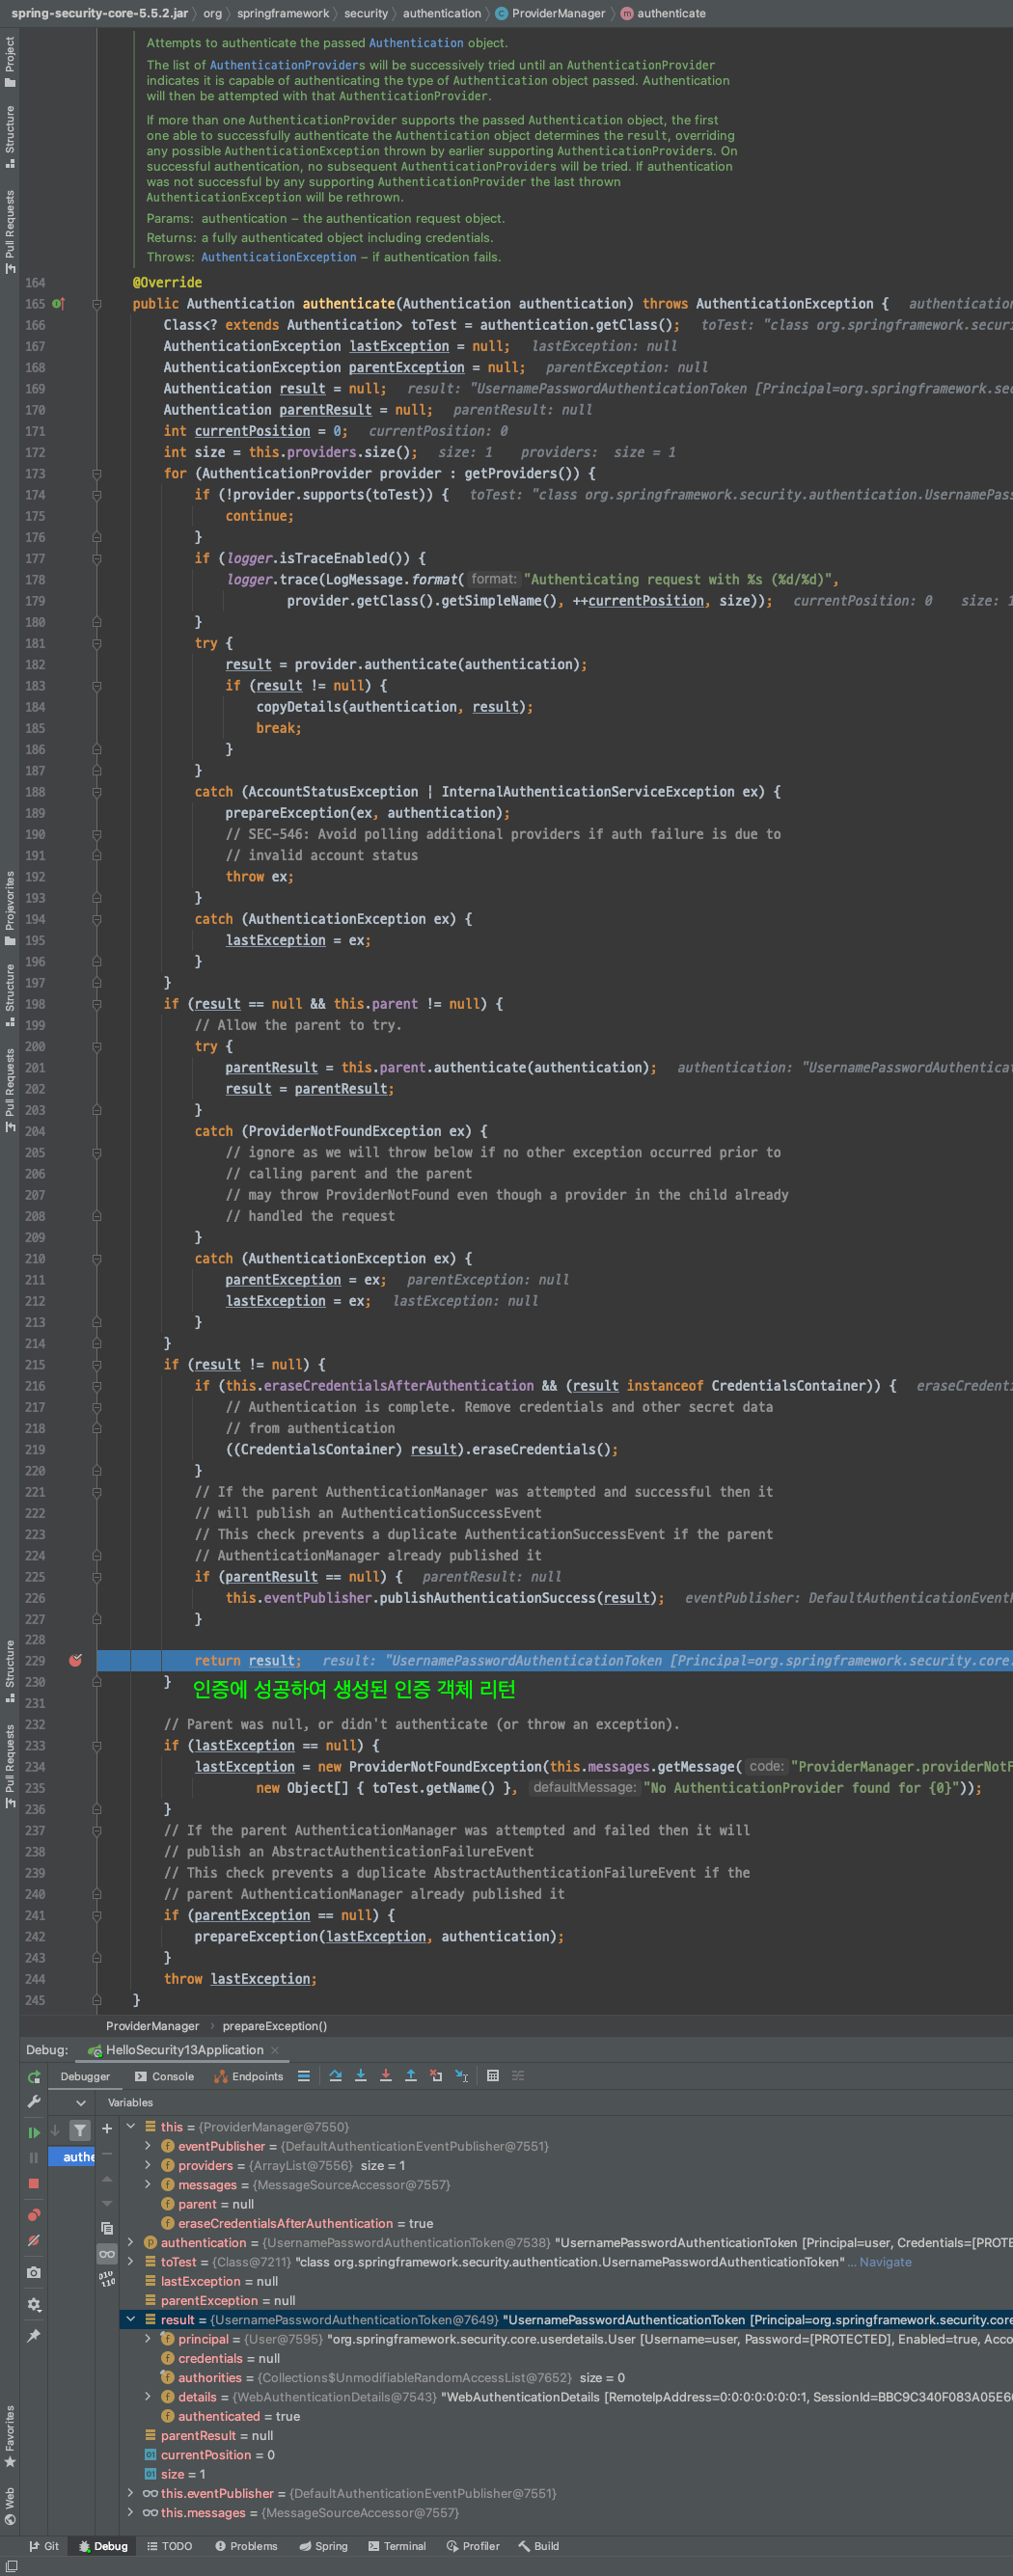 spring-security-core-5.5.2.jar 〉 org 〉 springframework 〉 security 〉 authentication 〉 ProviderManager 〉 authenticate
Attempts to authenticate the passed Authentication object.
The list of AuthenticationProviders will be successively tried until an AuthenticationProvider
indicates it is capable of authenticating the type of Authentication object passed. Authentication
will then be attempted with that AuthenticationProvider.
If more than one AuthenticationProvider supports the passed Authentication object, the first
one able to successfully authenticate the Authentication object determines the result, overriding
any possible AuthenticationException thrown by earlier supporting AuthenticationProviders. On
successful authentication, no subsequent AuthenticationProviders will be tried. If authentication
was not successful by any supporting AuthenticationProvider the last thrown
AuthenticationException will be rethrown.
Params: authentication – the authentication request object.
Returns: a fully authenticated object including credentials.
Throws: AuthenticationException – if authentication fails.
164 @Override
165 public Authentication authenticate(Authentication authentication) throws AuthenticationException { authentication
166 Class<? extends Authentication> toTest = authentication.getClass(); toTest: "class org.springframework.securi
167 AuthenticationException lastException = null; lastException: null
168 AuthenticationException parentException = null; parentException: null
169 Authentication result = null; result: "UsernamePasswordAuthenticationToken [Principal=org.springframework.sec
170 Authentication parentResult = null; parentResult: null
171 int currentPosition = 0; currentPosition: 0
172 int size = this.providers.size(); size: 1 providers: size = 1
173 for (AuthenticationProvider provider : getProviders()) {
174 if (!provider.supports(toTest)) { toTest: "class org.springframework.security.authentication.UsernamePas
175 continue;
176 }
177 if (logger.isTraceEnabled()) {
178 logger.trace(LogMessage.format( format: "Authenticating request with %s (%d/%d)",
179 provider.getClass().getSimpleName(), ++currentPosition, size)); currentPosition: 0 size: 1
180 }
181 try {
182 result = provider.authenticate(authentication);
183 if (result != null) {
184 copyDetails(authentication, result);
185 break;
186 }
187 }
188 catch (AccountStatusException | InternalAuthenticationServiceException ex) {
189 prepareException(ex, authentication);
190 // SEC-546: Avoid polling additional providers if auth failure is due to
191 // invalid account status
192 throw ex;
193 }
194 catch (AuthenticationException ex) {
195 lastException = ex;
196 }
197 }
198 if (result == null && this.parent != null) {
199 // Allow the parent to try.
200 try {
201 parentResult = this.parent.authenticate(authentication); authentication: "UsernamePasswordAuthenticat
202 result = parentResult;
203 }
204 catch (ProviderNotFoundException ex) {
205 // ignore as we will throw below if no other exception occurred prior to
206 // calling parent and the parent
207 // may throw ProviderNotFound even though a provider in the child already
208 // handled the request
209 }
210 catch (AuthenticationException ex) {
211 parentException = ex; parentException: null
212 lastException = ex; lastException: null
213 }
214 }
215 if (result != null) {
216 if (this.eraseCredentialsAfterAuthentication && (result instanceof CredentialsContainer)) { eraseCredenti
217 // Authentication is complete. Remove credentials and other secret data
218 // from authentication
219 ((CredentialsContainer) result).eraseCredentials();
220 }
221 // If the parent AuthenticationManager was attempted and successful then it
222 // will publish an AuthenticationSuccessEvent
223 // This check prevents a duplicate AuthenticationSuccessEvent if the parent
224 // AuthenticationManager already published it
225 if (parentResult == null) { parentResult: null
226 this.eventPublisher.publishAuthenticationSuccess(result); eventPublisher: DefaultAuthenticationEventP
227 }
228
229 return result; result: "UsernamePasswordAuthenticationToken [Principal=org.springframework.security.core.
230 }
인증에 성공하여 생성된 인증 객체 리턴
231
232 // Parent was null, or didn't authenticate (or throw an exception).
233 if (lastException == null) {
234 lastException = new ProviderNotFoundException(this.messages.getMessage( code: "ProviderManager.providerNotF
235 new Object[] { toTest.getName() }, defaultMessage: "No AuthenticationProvider found for {0}"));
236 }
237 // If the parent AuthenticationManager was attempted and failed then it will
238 // publish an AbstractAuthenticationFailureEvent
239 // This check prevents a duplicate AbstractAuthenticationFailureEvent if the
240 // parent AuthenticationManager already published it
241 if (parentException == null) {
242 prepareException(lastException, authentication);
243 }
244 throw lastException;
245 }
ProviderManager › prepareException()
Debug: HelloSecurity13Application
Debugger Console Endpoints
Variables
this = {ProviderManager@7550}
eventPublisher = {DefaultAuthenticationEventPublisher@7551}
providers = {ArrayList@7556} size = 1
messages = {MessageSourceAccessor@7557}
parent = null
eraseCredentialsAfterAuthentication = true
authe
authentication = {UsernamePasswordAuthenticationToken@7538} "UsernamePasswordAuthenticationToken [Principal=user, Credentials=[PROTE
toTest = {Class@7211} "class org.springframework.security.authentication.UsernamePasswordAuthenticationToken" ... Navigate
lastException = null
parentException = null
result = {UsernamePasswordAuthenticationToken@7649} "UsernamePasswordAuthenticationToken [Principal=org.springframework.security.core
principal = {User@7595} "org.springframework.security.core.userdetails.User [Username=user, Password=[PROTECTED], Enabled=true, Acco
credentials = null
authorities = {Collections$UnmodifiableRandomAccessList@7652} size = 0
details = {WebAuthenticationDetails@7543} "WebAuthenticationDetails [RemoteIpAddress=0:0:0:0:0:0:0:1, SessionId=BBC9C340F083A05E6
authenticated = true
parentResult = null
currentPosition = 0
size = 1
this.eventPublisher = {DefaultAuthenticationEventPublisher@7551}
this.messages = {MessageSourceAccessor@7557}
Git Debug TODO Problems Spring Terminal Profiler Build
Project
Structure
Pull Requests
Structure
Pull Requests
Structure
Pull Requests
Favorites
Web